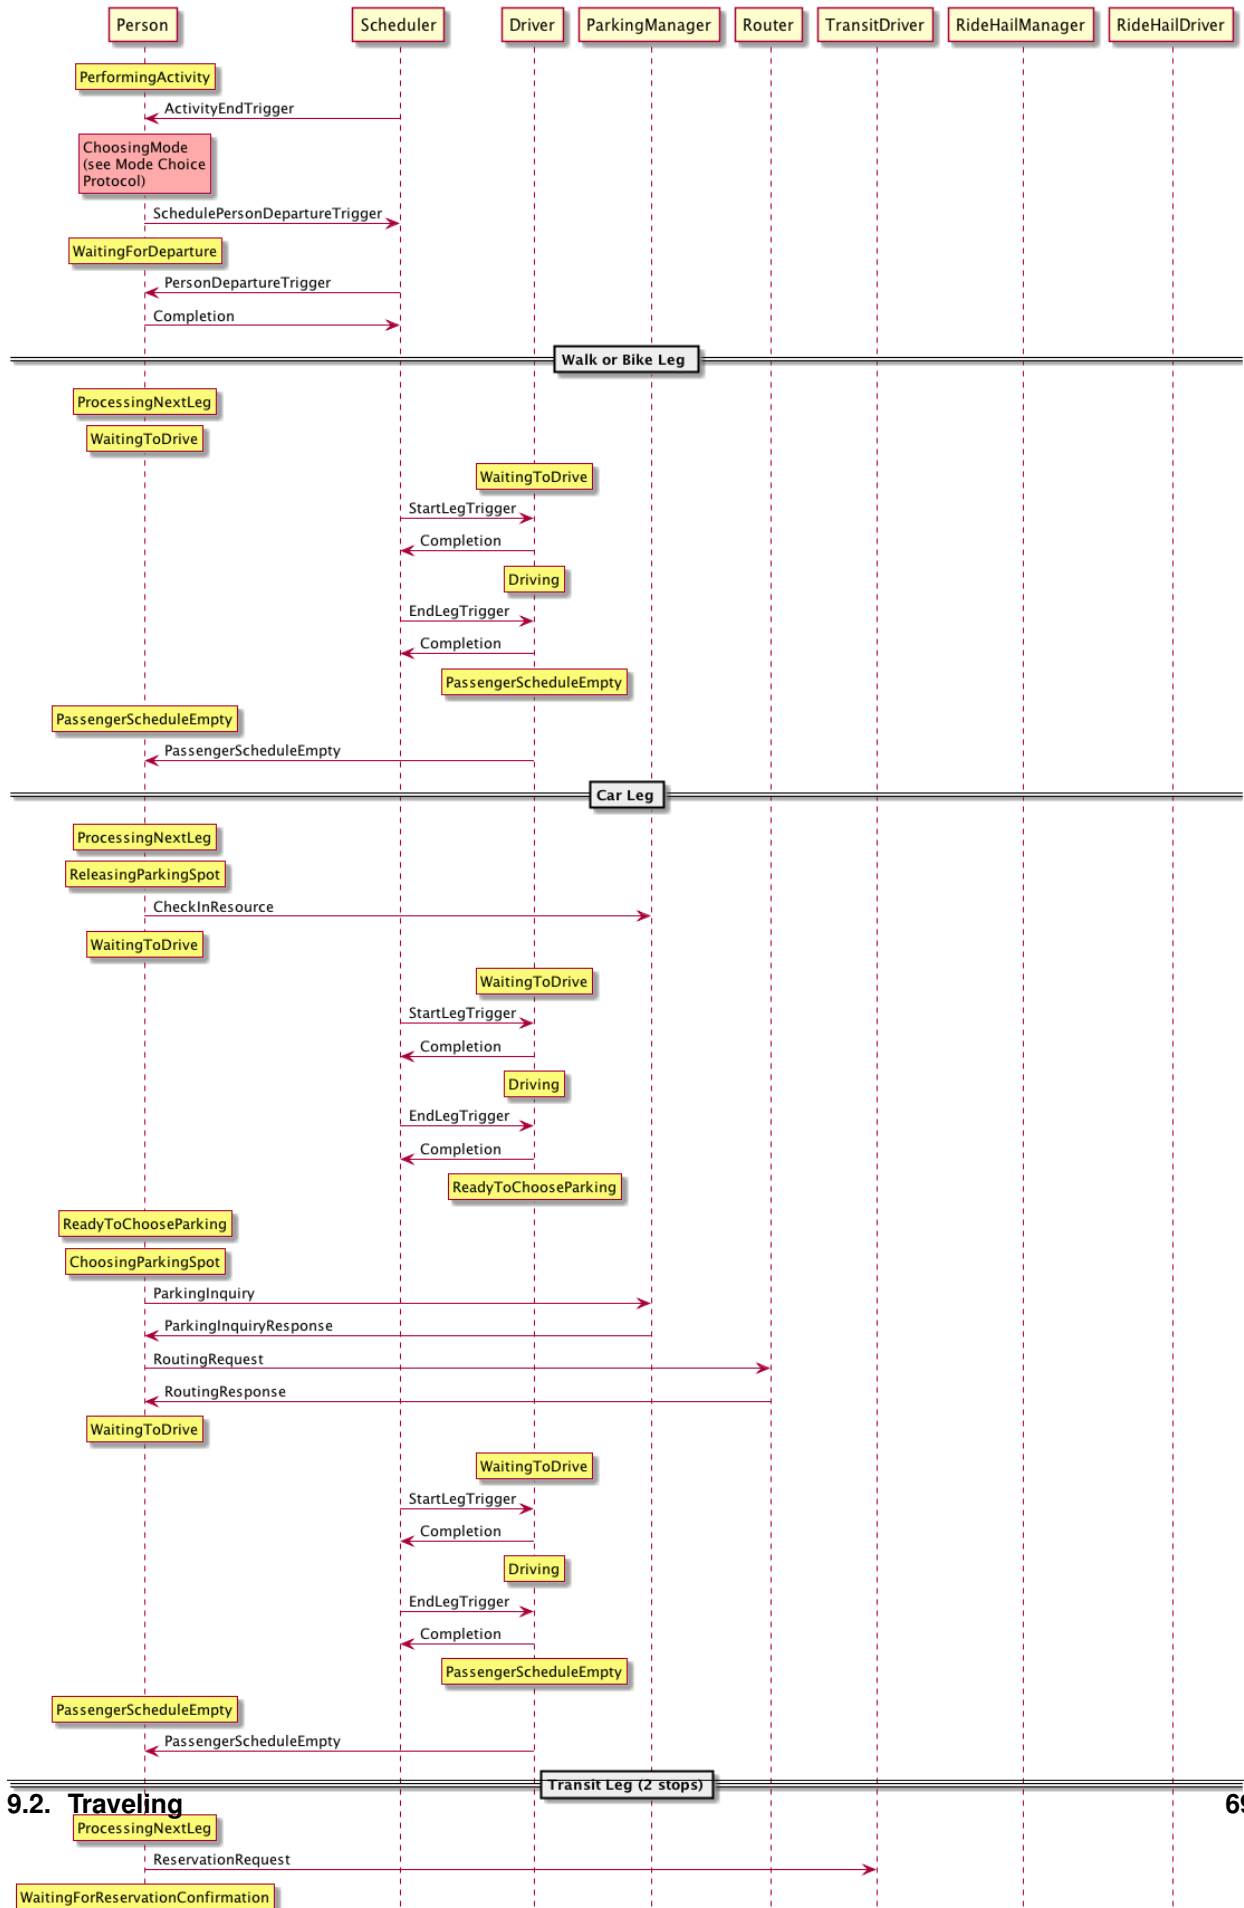 Person
Scheduler
Driver
ParkingManager
Router
TransitDriver
RideHailManager
RideHailDriver
PerformingActivity
ActivityEndTrigger
ChoosingMode
(see Mode Choice
Protocol)
SchedulePersonDepartureTrigger
WaitingForDeparture
PersonDepartureTrigger
Completion
Walk or Bike Leg
ProcessingNextLeg
WaitingToDrive
WaitingToDrive
StartLegTrigger
Completion
Driving
EndLegTrigger
Completion
PassengerScheduleEmpty
PassengerScheduleEmpty
PassengerScheduleEmpty
Car Leg
ProcessingNextLeg
ReleasingParkingSpot
CheckInResource
WaitingToDrive
WaitingToDrive
StartLegTrigger
Completion
Driving
EndLegTrigger
Completion
ReadyToChooseParking
ReadyToChooseParking
ChoosingParkingSpot
ParkingInquiry
ParkingInquiryResponse
RoutingRequest
RoutingResponse
WaitingToDrive
WaitingToDrive
StartLegTrigger
Completion
Driving
EndLegTrigger
Completion
PassengerScheduleEmpty
PassengerScheduleEmpty
PassengerScheduleEmpty
Transit Leg (2 stops)
9.2. Traveling
69
ProcessingNextLeg
ReservationRequest
WaitingForReservationConfirmation